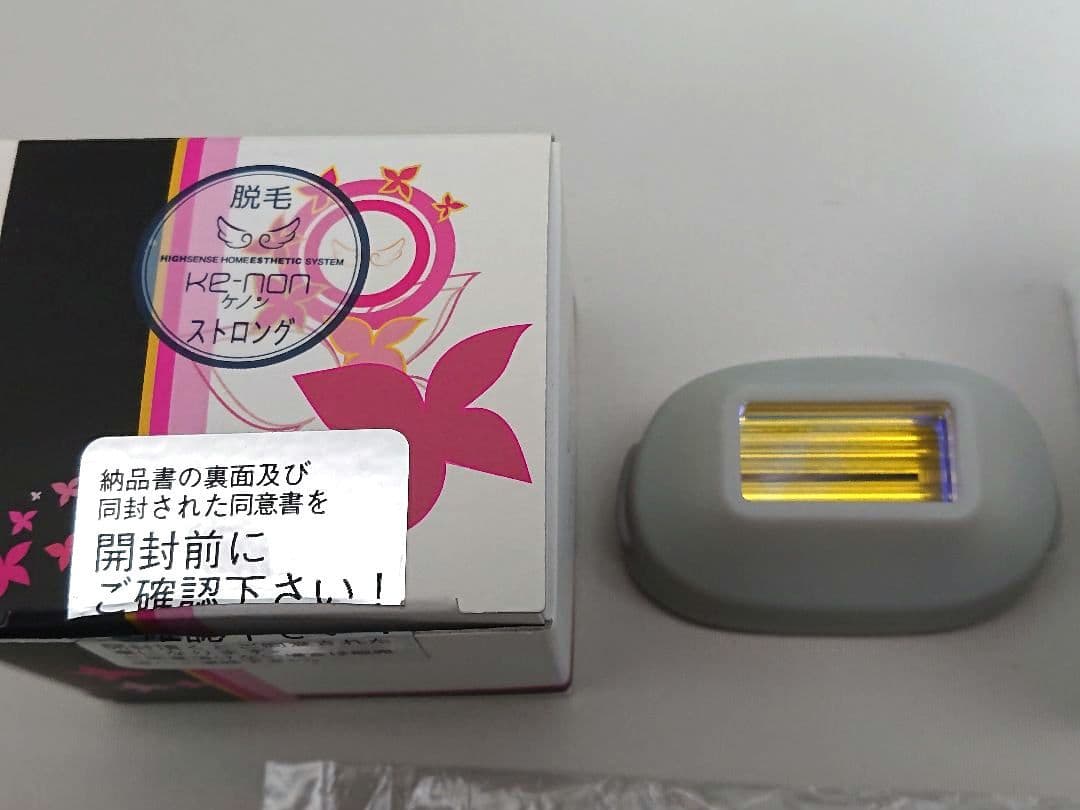 脱毛
HIGHSENSE HOME ESTHETIC SYSTEM
Ke-non
ケノン
ストロング
納品書の裏面及び
同封された同意書を
開封前に
ご確認下さい！